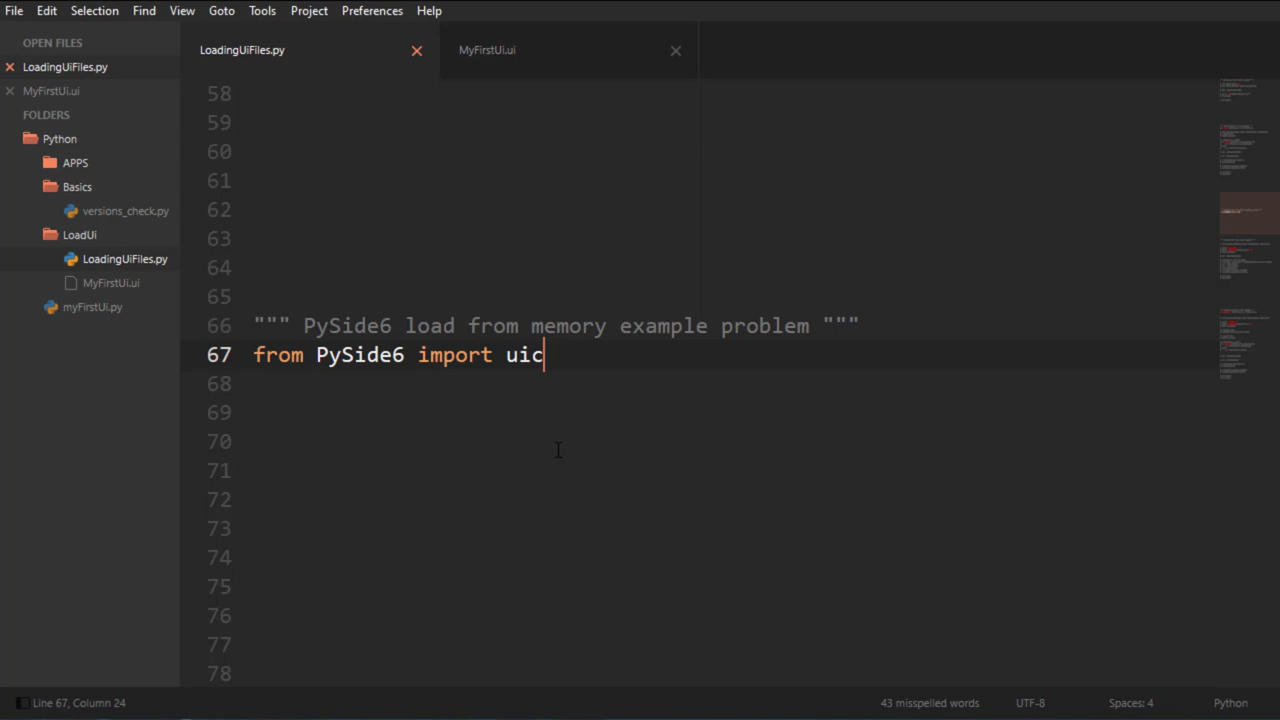 File Edit Selection Find View Goto Tools Project Preferences Help
OPEN FILES
LoadingUiFiles.py
MyFirstUi.ui
FOLDERS
Python
APPS
Basics
versions_check.py
LoadUi
LoadingUiFiles.py
MyFirstUi.ui
myFirstUi.py
LoadingUiFiles.py MyFirstUi.ui
58
59
60
61
62
63
64
65
66 """ PySide6 load from memory example problem """
67 from PySide6 import uic
68
69
70
71
72
73
74
75
76
77
78
Line 67, Column 24 43 misspelled words UTF-8 Spaces: 4 Python